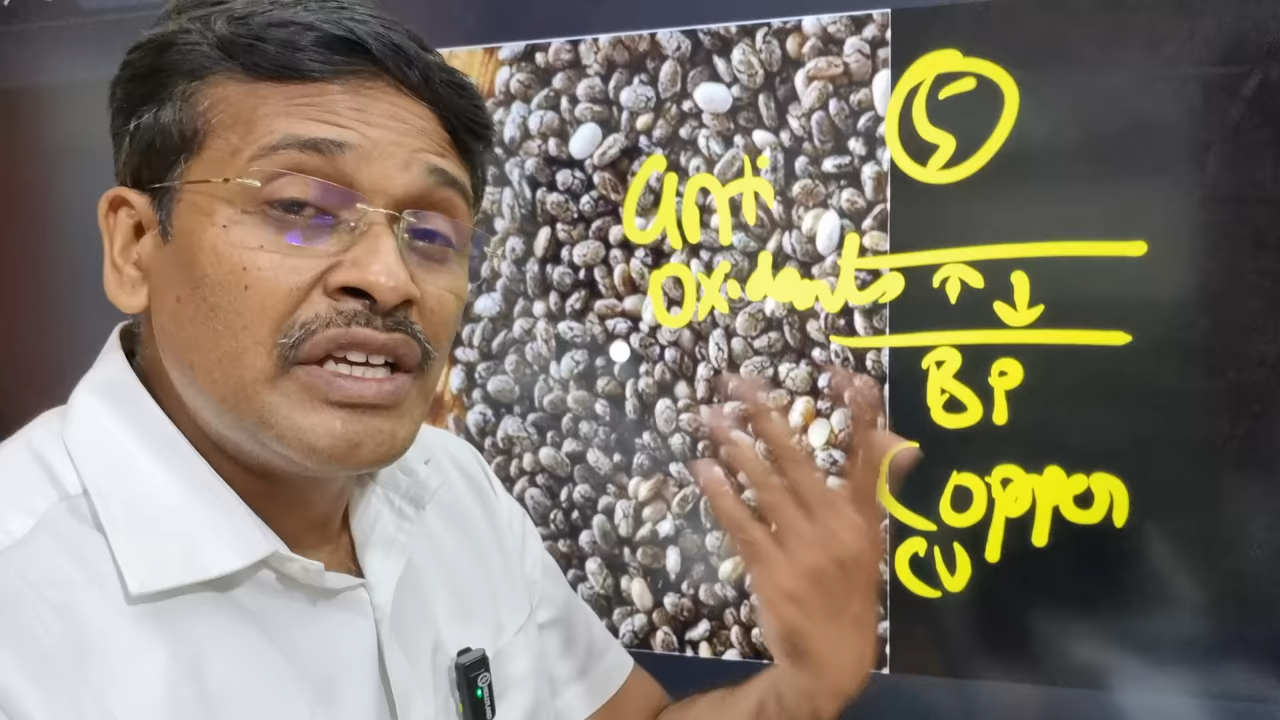 5
anti
oxidants
↑ ↓
BP
Copper
CU